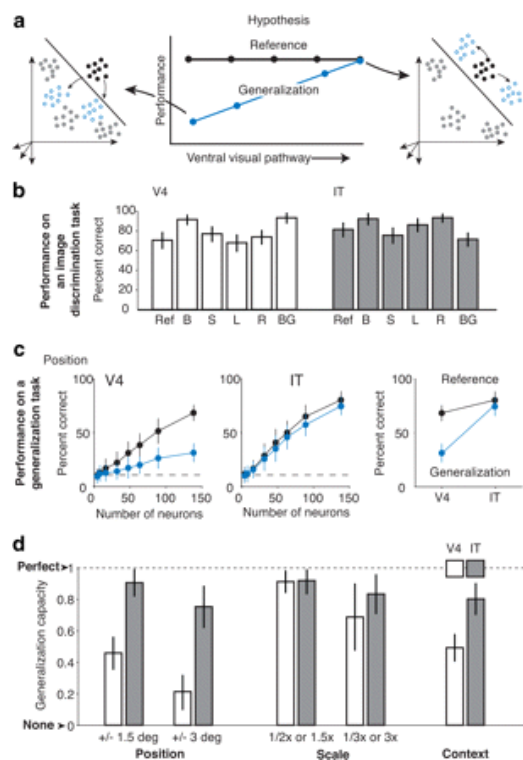 a
Hypothesis
Reference
Generalization
Performance
Ventral visual pathway
b
V4
IT
Performance on
an image
discrimination task
Percent correct
100
80
60
40
20
0
Ref B S L R BG
Ref B S L R BG
c
Position
V4
IT
Performance on a
generalization task
Percent correct
100
50
0
0 50 100 150
Number of neurons
Percent correct
100
50
0
0 50 100 150
Number of neurons
Percent correct
100
50
0
Reference
Generalization
V4 IT
d
V4 IT
Perfect 1
Generalization capacity
0.8
0.6
0.4
0.2
None 0
+/- 1.5 deg +/- 3 deg 1/2x or 1.5x 1/3x or 3x
Position Scale Context